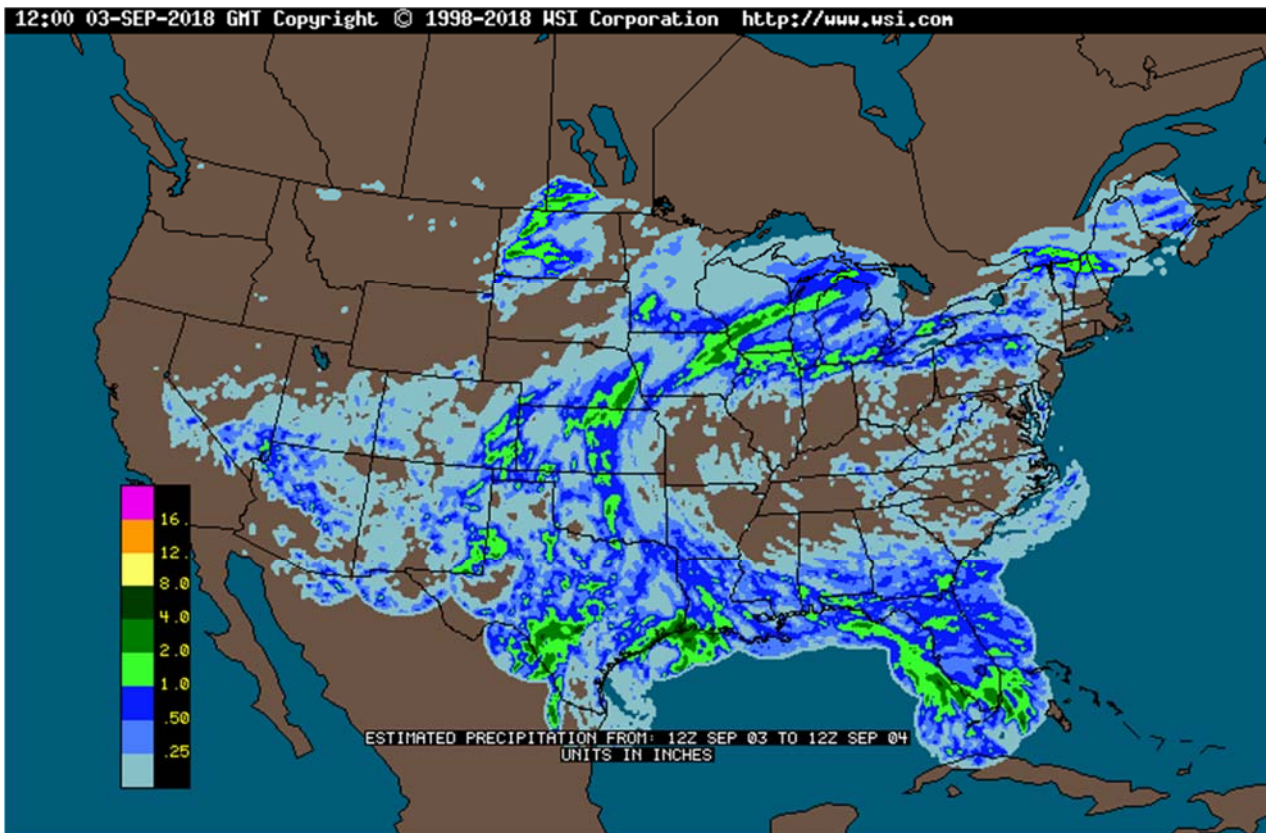 12:00 03-SEP-2018 GMT Copyright © 1998-2018 WSI Corporation http://www.wsi.com
16.
12.
8.0
4.0
2.0
1.0
.50
.25
ESTIMATED PRECIPITATION FROM: 12Z SEP 03 TO 12Z SEP 04
UNITS IN INCHES